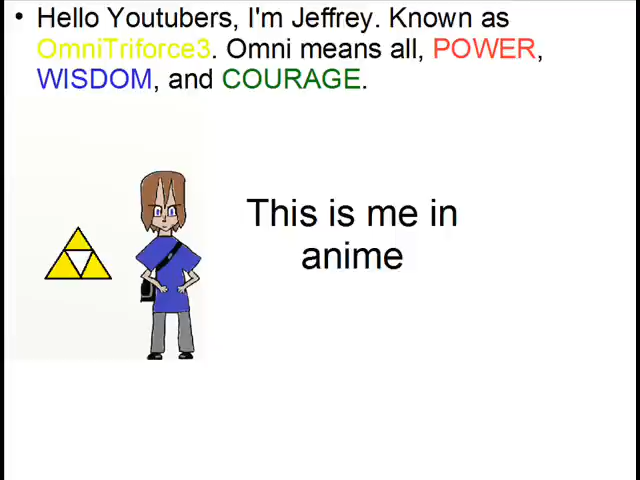 • Hello Youtubers, I'm Jeffrey. Known as
OmniTriforce3. Omni means all, POWER,
WISDOM, and COURAGE.
This is me in
anime